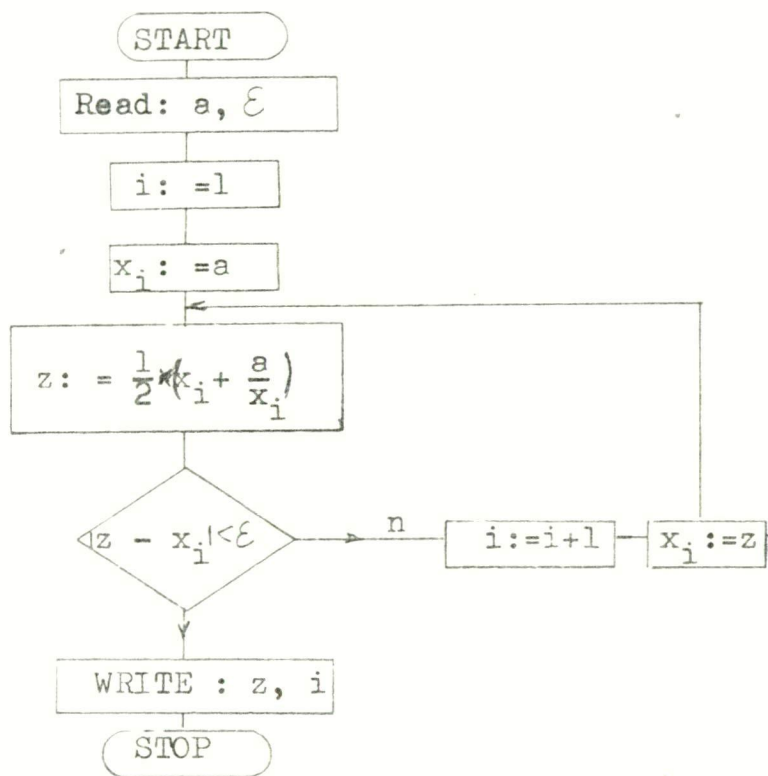 START
Read: a, ε
i: =1
x_i: =a
z: = 1/2*(x_i + a/x_i)
|z - x_i|<ε
n
i:=i+1
x_i:=z
WRITE : z, i
STOP